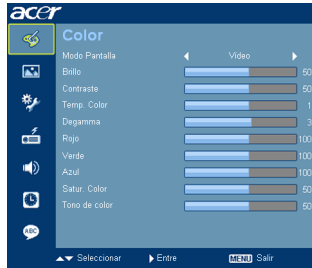 acer
Color
Modo Pantalla Vídeo
Brillo 50
Contraste 50
Temp. Color 1
Degamma 3
Rojo 100
Verde 100
Azul 100
Satur. Color 50
Tono de color 50
ABC
Seleccionar Entre MENU Salir